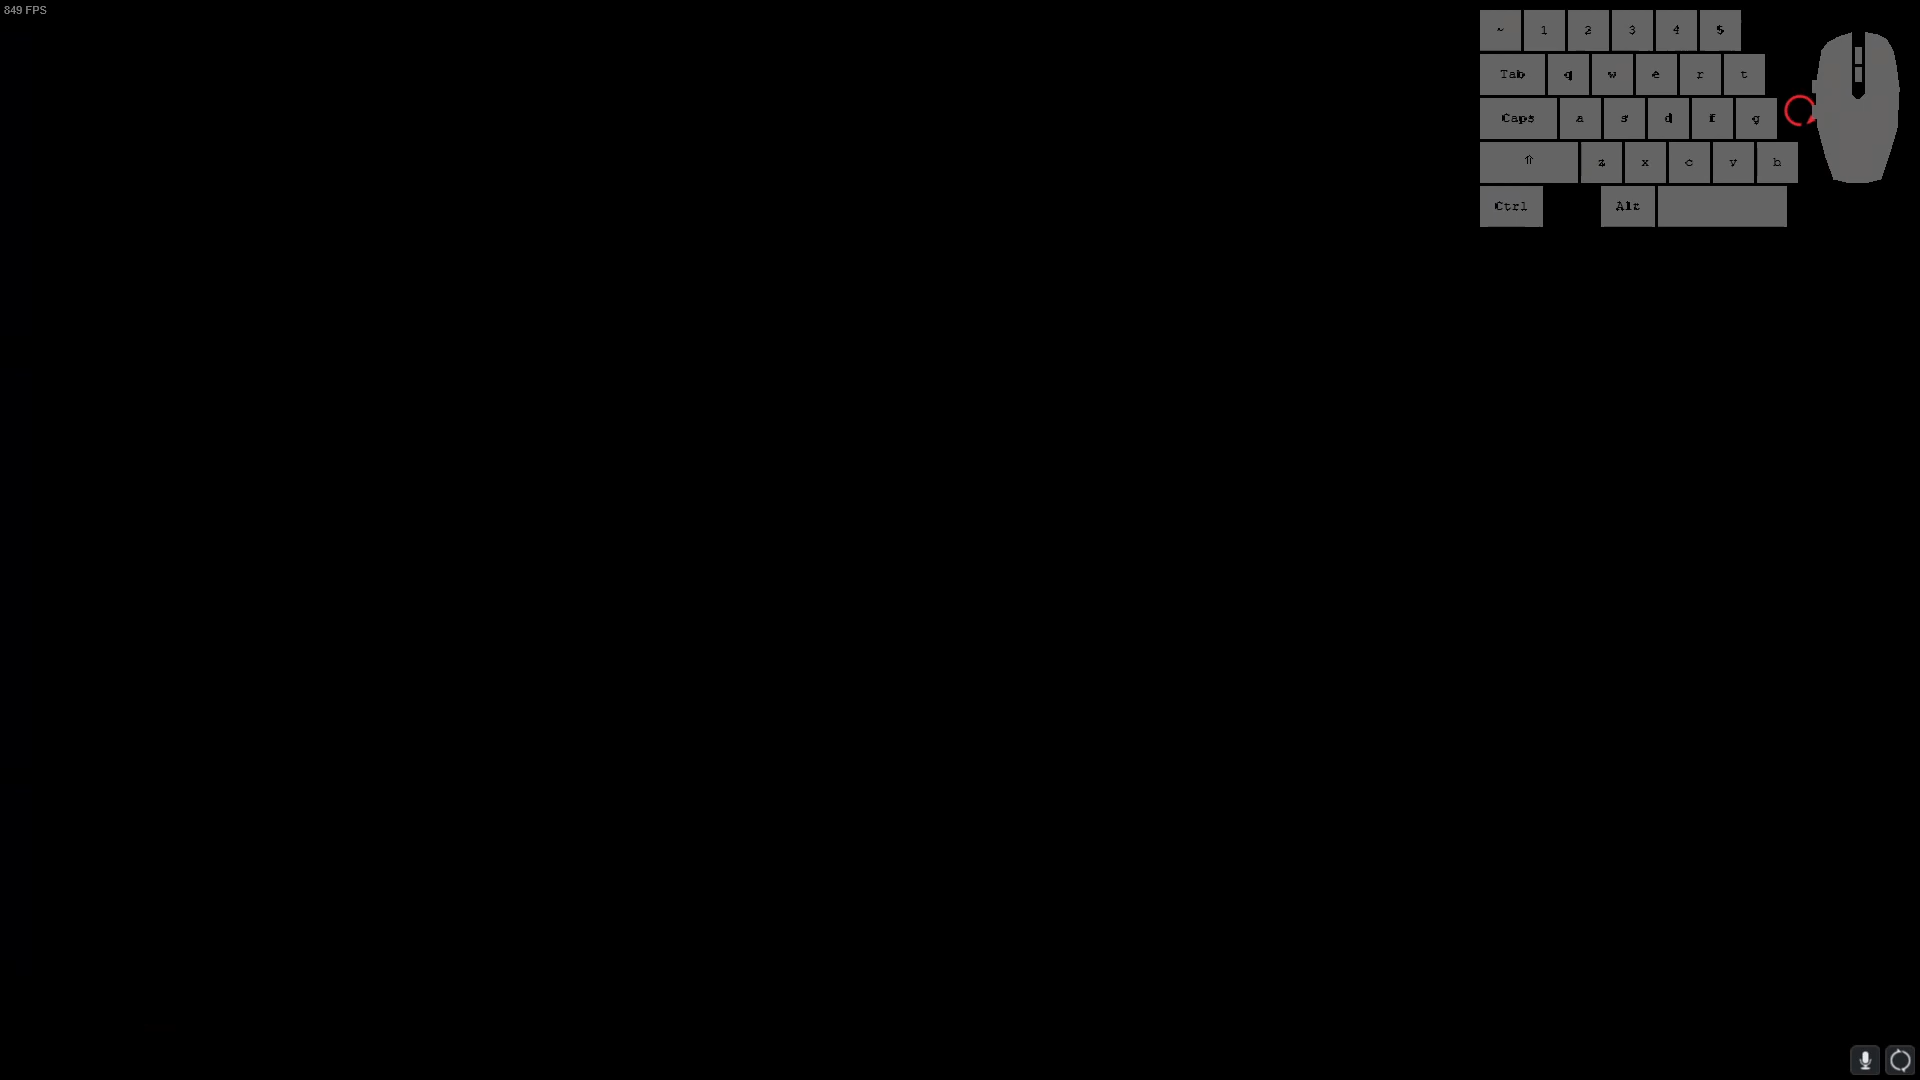 849 FPS
~ 1 2 3 4 5
Tab q w e r t
Caps a s d f g
⇧ z x c v b
Ctrl Alt